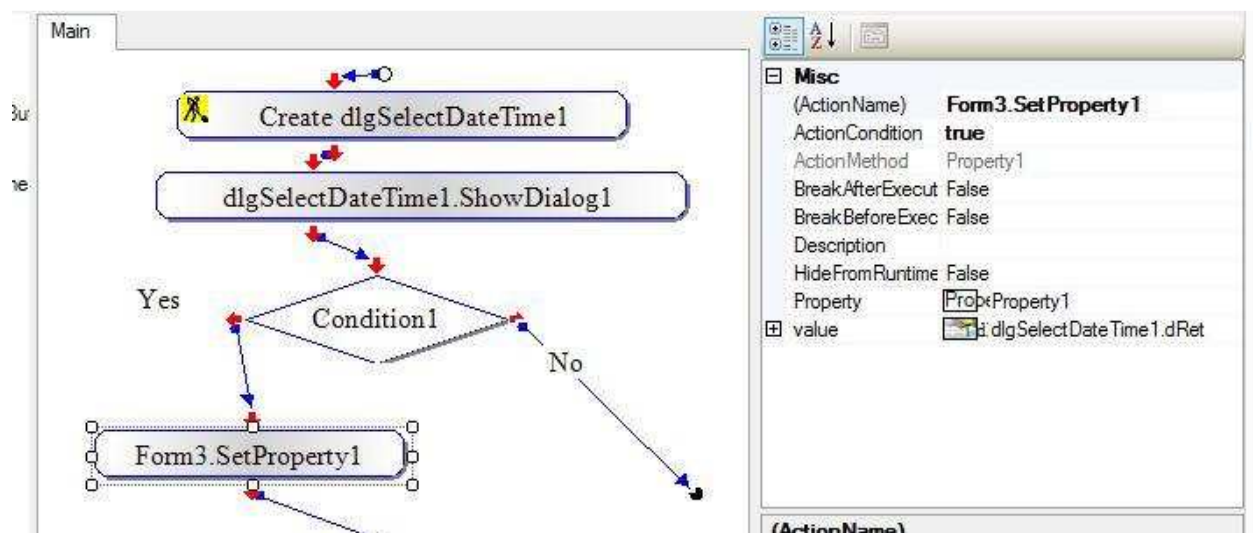 Main
Create dlgSelectDateTime1
dlgSelectDateTime1.ShowDialog1
Yes
Condition1
No
Form3.SetProperty1
Misc
(ActionName) Form3.SetProperty1
ActionCondition true
ActionMethod Property1
BreakAfterExecut False
BreakBeforeExec False
Description
HideFromRuntime False
Property Property1
value dlgSelectDateTime1.dRet
(ActionName)